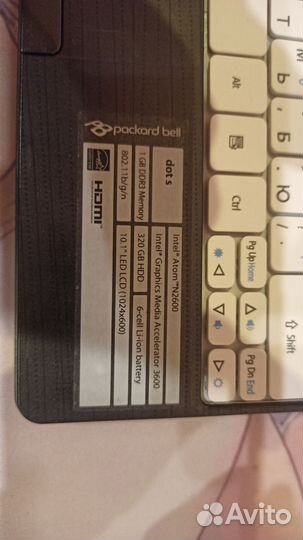 packard bell
dot s
Intel® Atom™N2600
Intel® Graphics Media Accelerator 3600
1 GB DDR3 Memory
320 GB HDD
6-cell Li-ion battery
802.11b/g/n
10.1" LED LCD (1024x600)
HDMI
Alt
Ctrl
Shift
Pg Up Home
Pg Dn End
Т
Ь
Б
Ю
Avito